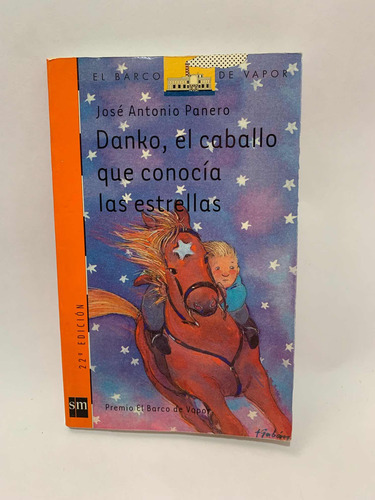 EL BARCO DE VAPOR
José Antonio Panero
Danko, el caballo
que conocía
las estrellas
22ª EDICIÓN
sm
Premio El Barco de Vapor